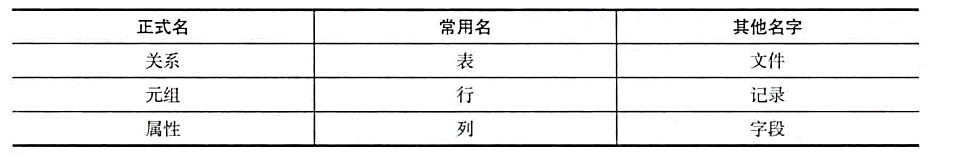 正式名 常用名 其他名字
关系 表 文件
元组 行 记录
属性 列 字段